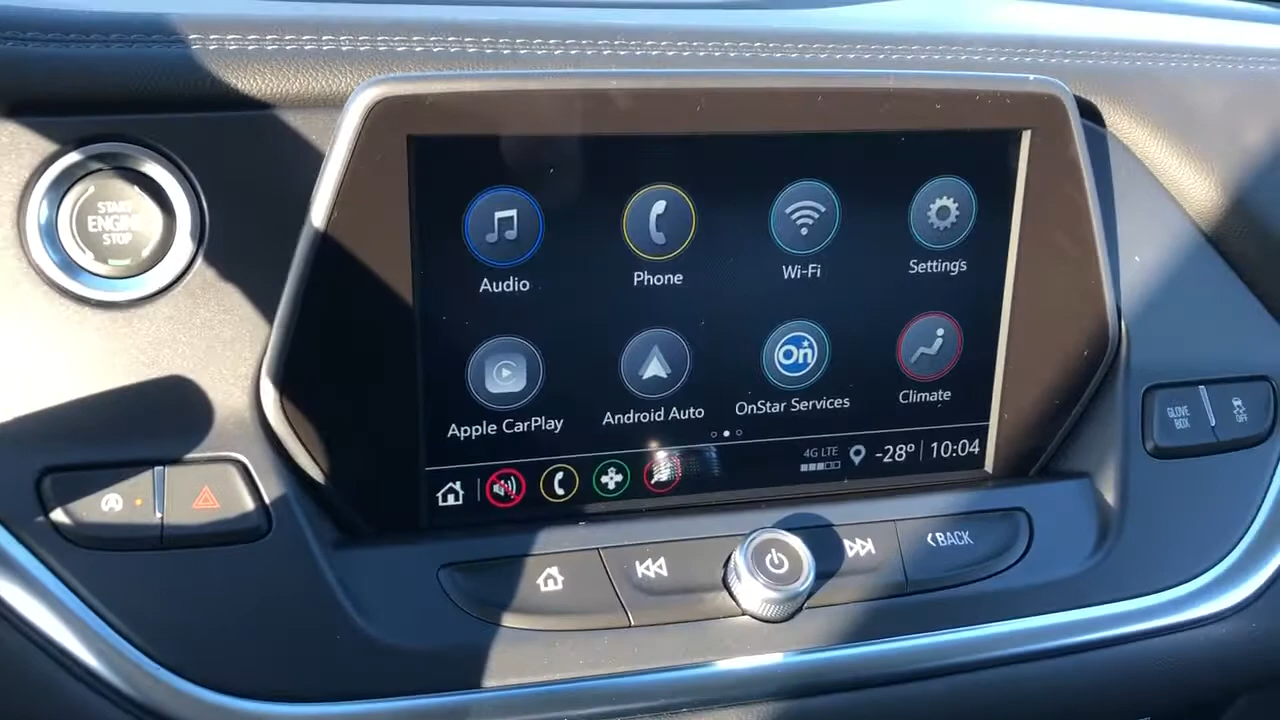 START
ENGINE
STOP
Audio
Phone
Wi-Fi
Settings
Apple CarPlay
Android Auto
On
OnStar Services
Climate
4G LTE
-28°
10:04
A
GLOVE
BOX
OFF
<BACK